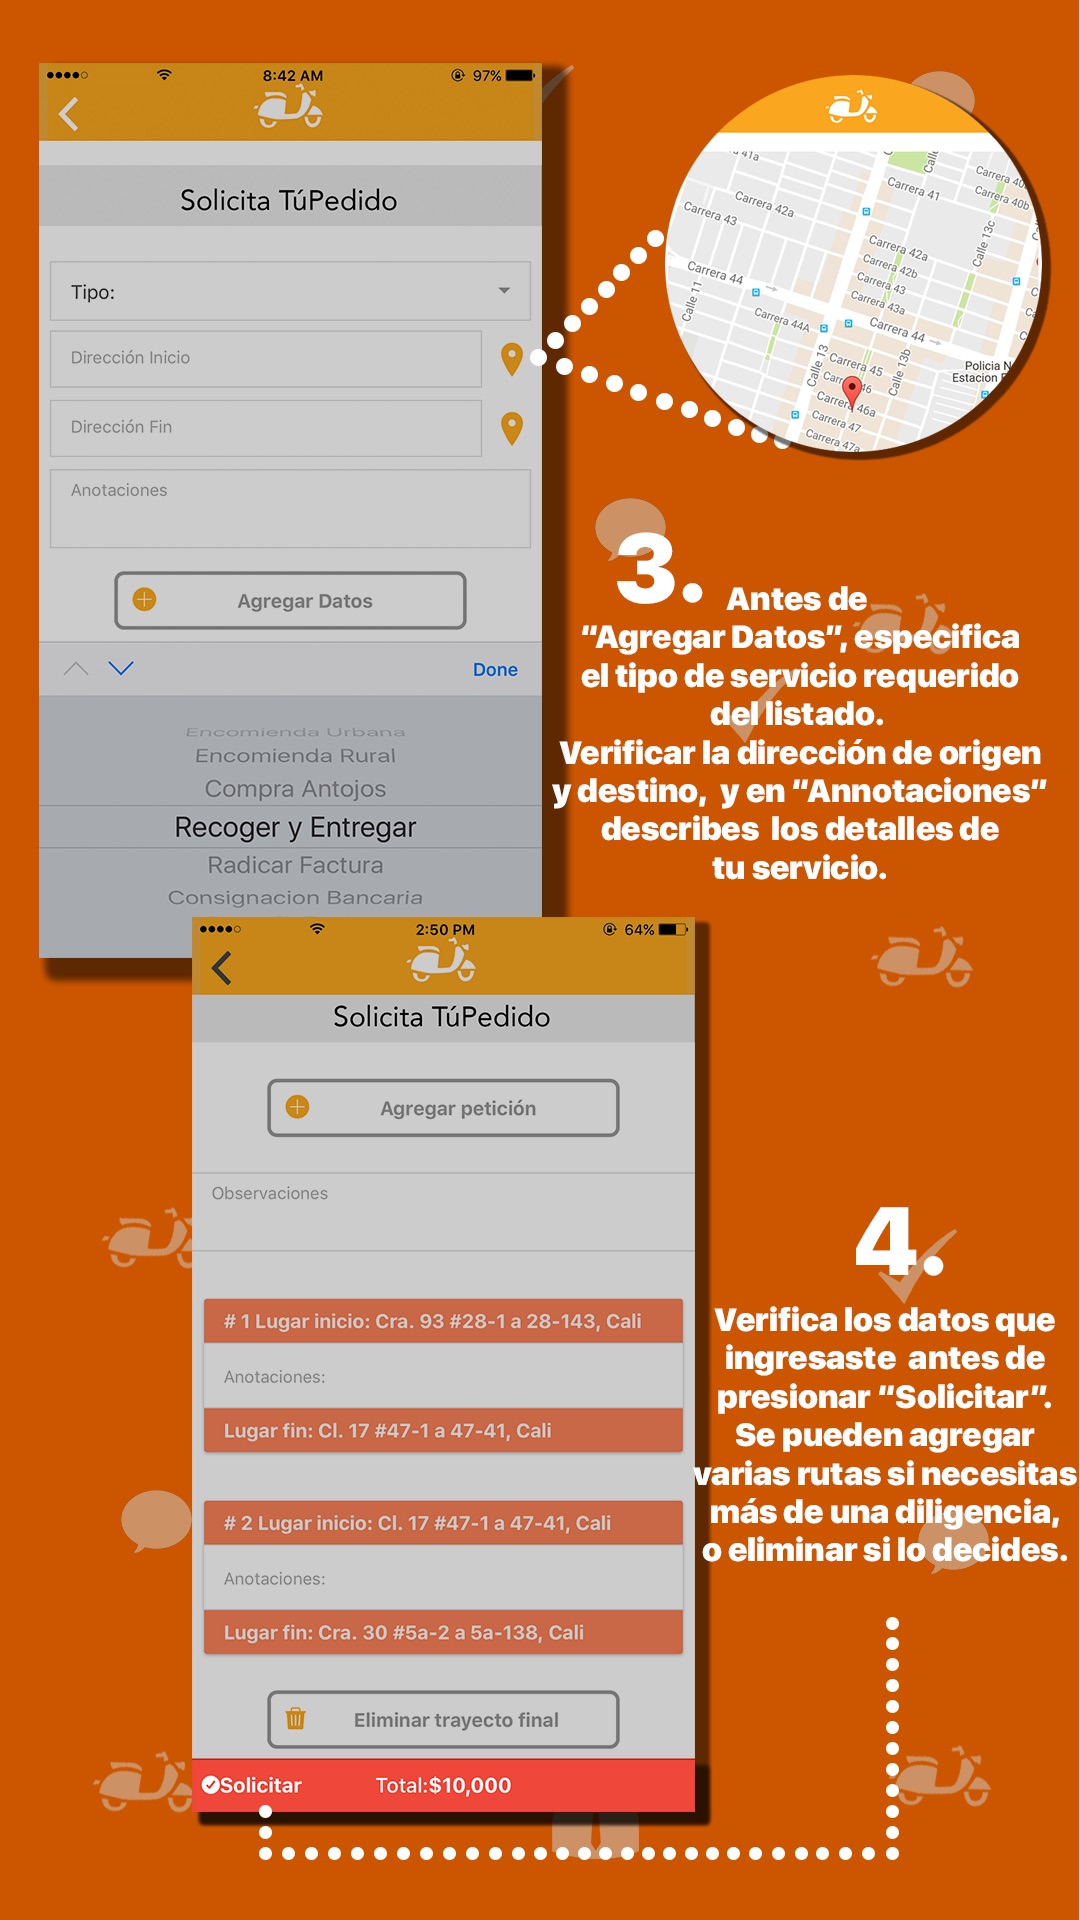 8:42 AM
97%
Solicita TúPedido
Tipo:
Dirección Inicio
Dirección Fin
Anotaciones
Agregar Datos
Done
Encomienda Urbana
Encomienda Rural
Compra Antojos
Recoger y Entregar
Radicar Factura
Consignacion Bancaria
41a
Calle
Carrera 40
Carrera 41
Carrera 40b
Carrera 42a
Carrera 43
Calle 13c
Carrera 42a
Carrera 42b
Carrera 44
Carrera 43
Calle 11
Carrera 43a
Carrera 44A
Carrera 44
Calle 13
Carrera 45
Calle 13b
Policia N
Estacion
46
Carrera 46a
Carrera 47
Carrera 47a
3. Antes de
“Agregar Datos”, especifica
el tipo de servicio requerido
del listado.
Verificar la dirección de origen
y destino, y en “Annotaciones”
describes los detalles de
tu servicio.
2:50 PM
64%
Solicita TúPedido
Agregar petición
Observaciones
# 1 Lugar inicio: Cra. 93 #28-1 a 28-143, Cali
Anotaciones:
Lugar fin: Cl. 17 #47-1 a 47-41, Cali
# 2 Lugar inicio: Cl. 17 #47-1 a 47-41, Cali
Anotaciones:
Lugar fin: Cra. 30 #5a-2 a 5a-138, Cali
Eliminar trayecto final
Solicitar Total:$10,000
4.
Verifica los datos que
ingresaste antes de
presionar “Solicitar”.
Se pueden agregar
varias rutas si necesitas
más de una diligencia,
o eliminar si lo decides.